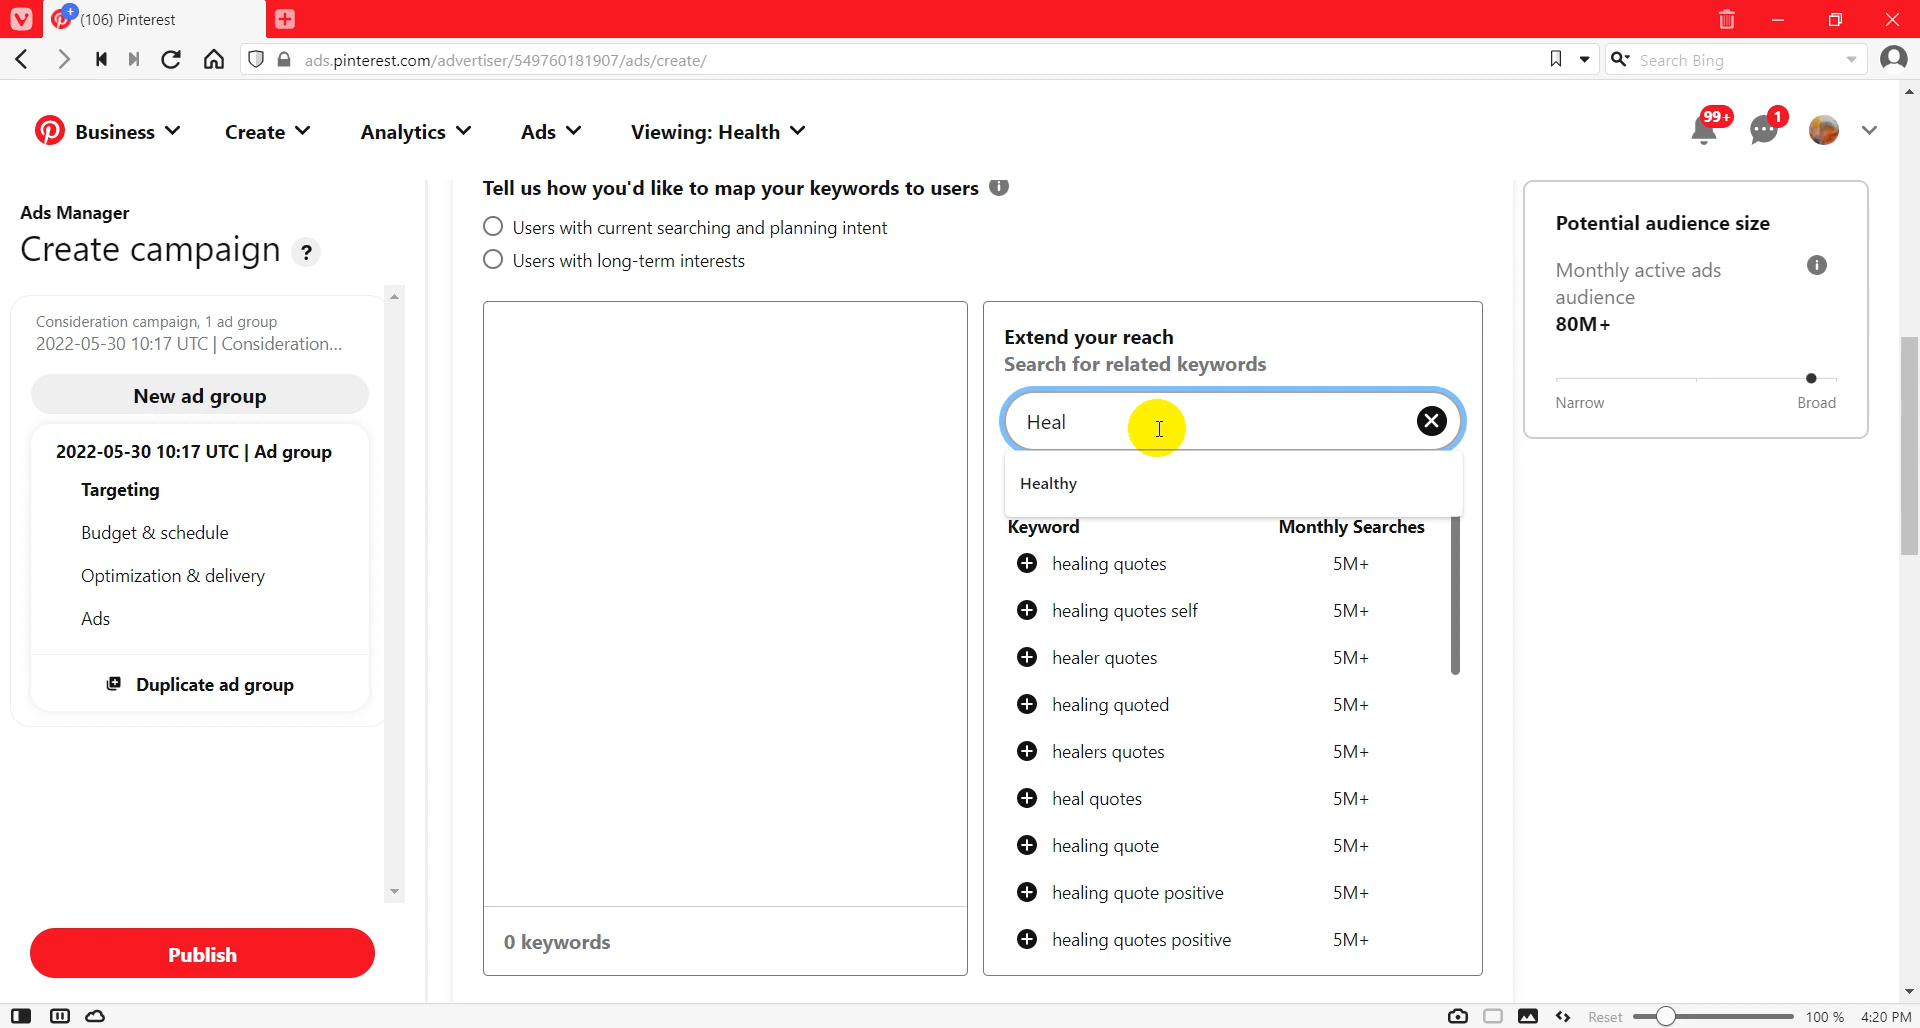 (106) Pinterest
ads.pinterest.com/advertiser/549760181907/ads/create/
Search Bing
Business
Create
Analytics
Ads
Viewing: Health
99+
1
Ads Manager
Create campaign ?
Consideration campaign, 1 ad group
2022-05-30 10:17 UTC | Consideration...
New ad group
2022-05-30 10:17 UTC | Ad group
Targeting
Budget & schedule
Optimization & delivery
Ads
Duplicate ad group
Publish
Tell us how you'd like to map your keywords to users
Users with current searching and planning intent
Users with long-term interests
0 keywords
Extend your reach
Search for related keywords
Heal
Healthy
Keyword Monthly Searches
healing quotes 5M+
healing quotes self 5M+
healer quotes 5M+
healing quoted 5M+
healers quotes 5M+
heal quotes 5M+
healing quote 5M+
healing quote positive 5M+
healing quotes positive 5M+
Potential audience size
Monthly active ads
audience
80M+
Narrow Broad
Reset 100 % 4:20 PM